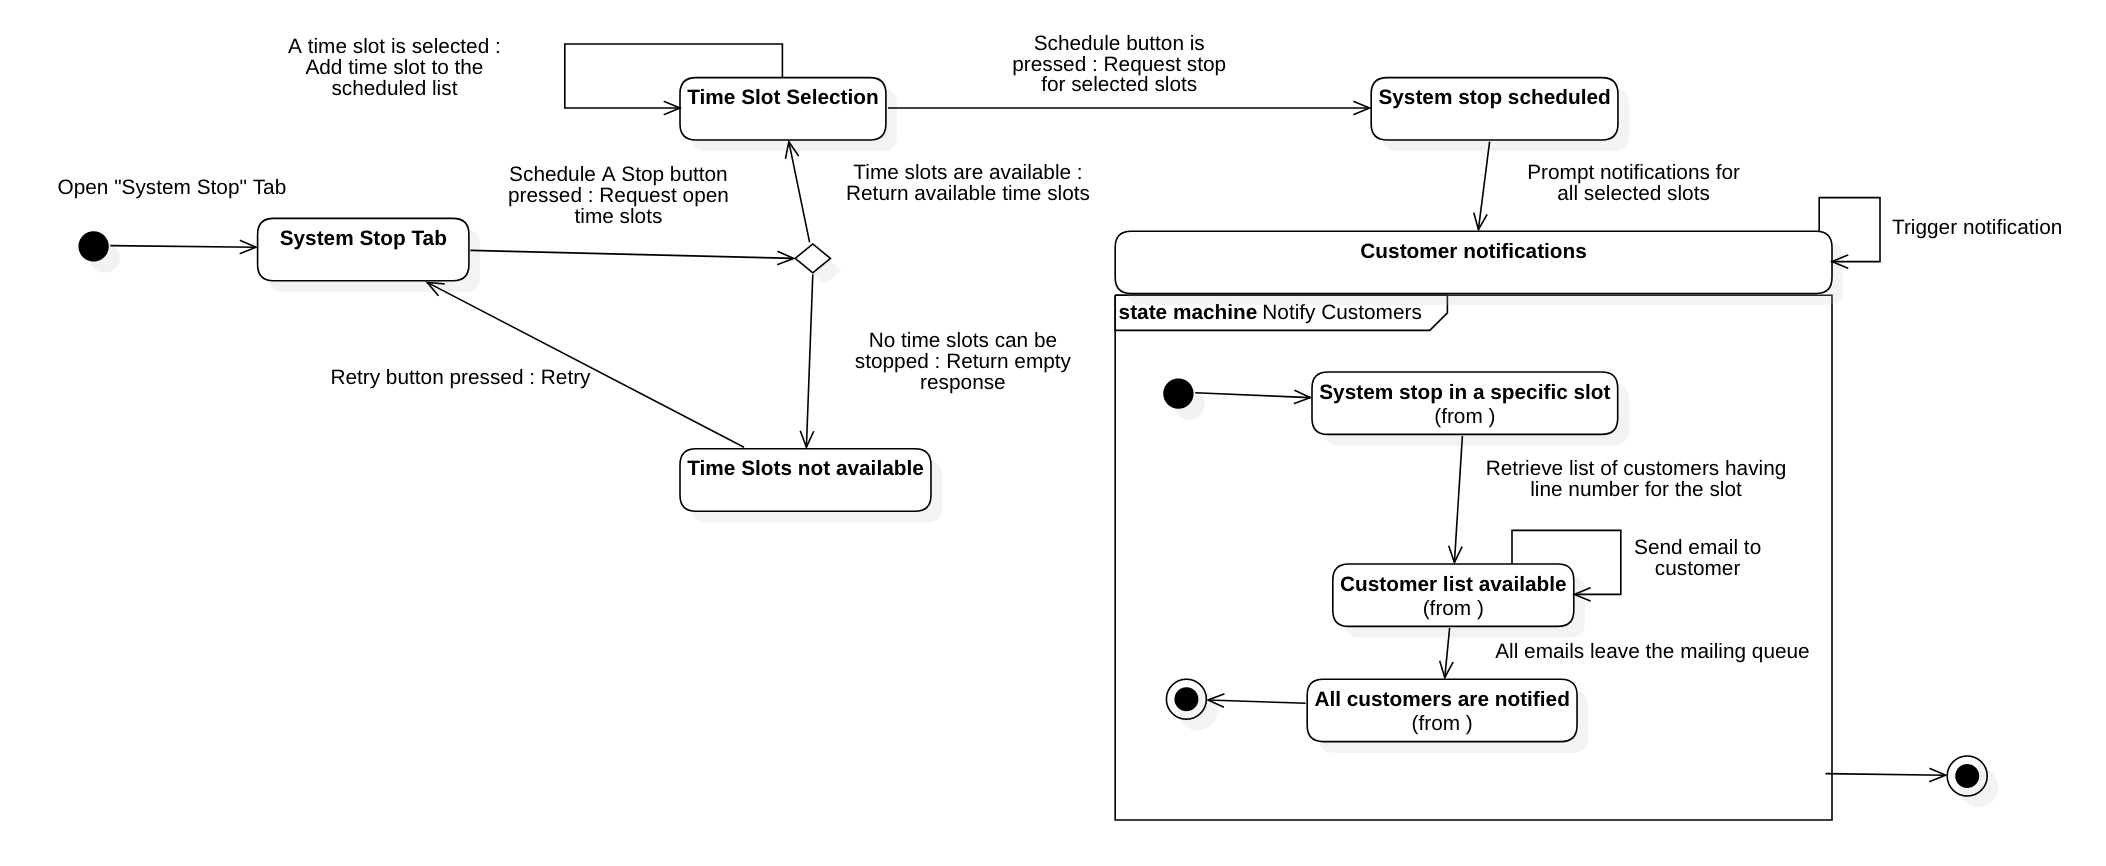 A time slot is selected :
Add time slot to the
scheduled list
Time Slot Selection
Schedule button is
pressed : Request stop
for selected slots
System stop scheduled
Open "System Stop" Tab
System Stop Tab
Schedule A Stop button
pressed : Request open
time slots
Time slots are available :
Return available time slots
Prompt notifications for
all selected slots
Customer notifications
Trigger notification
state machine Notify Customers
No time slots can be
stopped : Return empty
response
Retry button pressed : Retry
Time Slots not available
System stop in a specific slot
(from )
Retrieve list of customers having
line number for the slot
Customer list available
(from )
Send email to
customer
All emails leave the mailing queue
All customers are notified
(from )